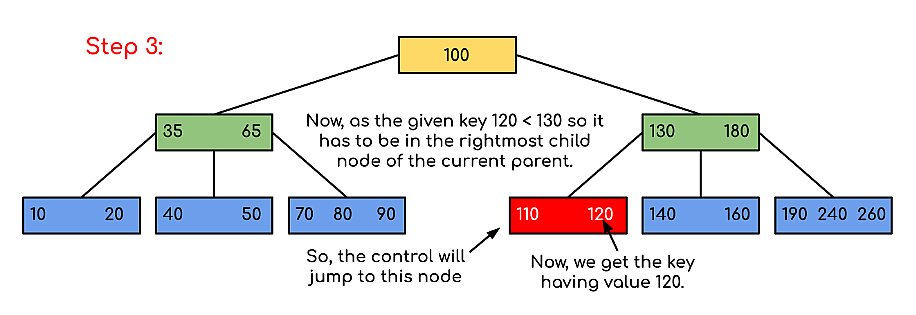 Step 3:
100
35 65
Now, as the given key 120 < 130 so it
has to be in the rightmost child
node of the current parent.
130 180
10 20
40 50
70 80 90
110 120
140 160
190 240 260
So, the control will
jump to this node
Now, we get the key
having value 120.